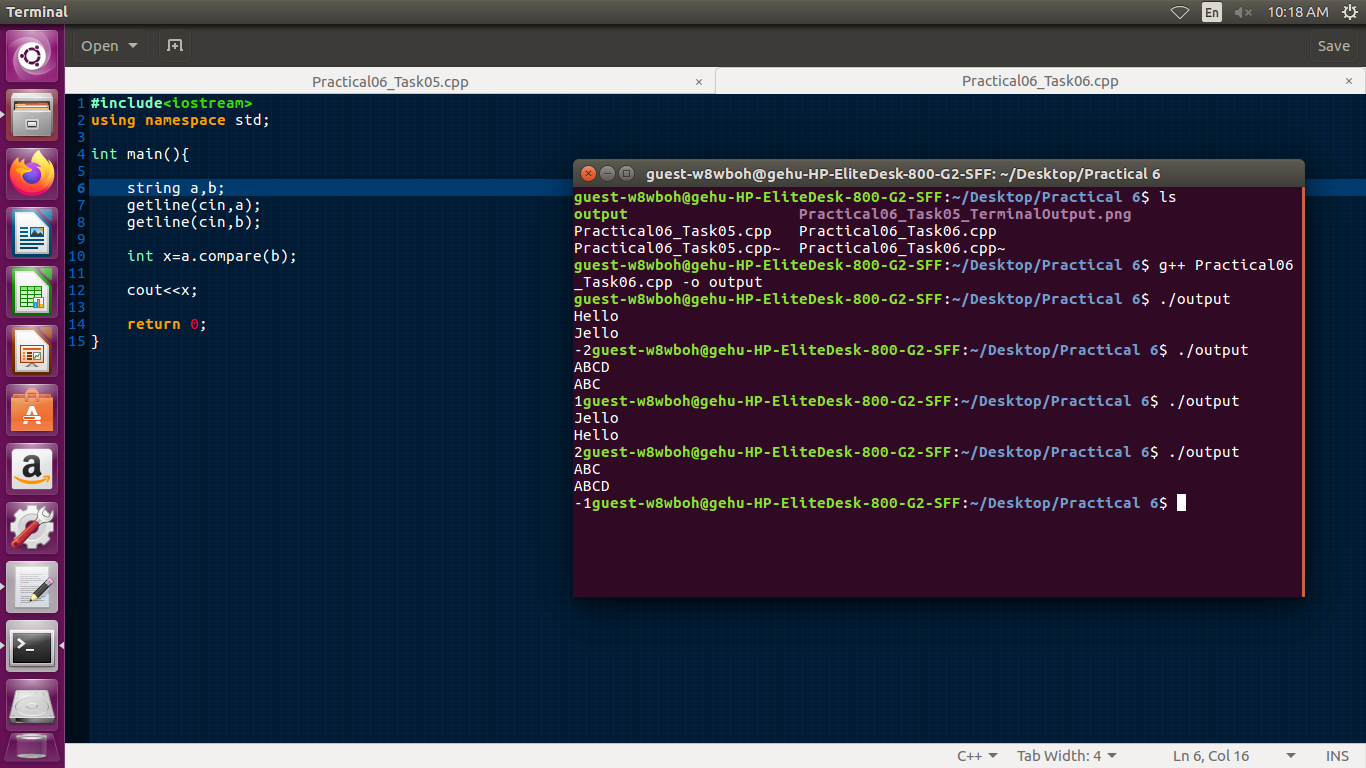 Terminal
En
10:18 AM
Open
Save
Practical06_Task05.cpp ×
Practical06_Task06.cpp ×
1 #include<iostream>
2 using namespace std;
3
4 int main(){
5
6 string a,b;
7 getline(cin,a);
8 getline(cin,b);
9
10 int x=a.compare(b);
11
12 cout<<x;
13
14 return 0;
15 }
guest-w8wboh@gehu-HP-EliteDesk-800-G2-SFF: ~/Desktop/Practical 6
guest-w8wboh@gehu-HP-EliteDesk-800-G2-SFF:~/Desktop/Practical 6$ ls
output Practical06_Task05_TerminalOutput.png
Practical06_Task05.cpp Practical06_Task06.cpp
Practical06_Task05.cpp~ Practical06_Task06.cpp~
guest-w8wboh@gehu-HP-EliteDesk-800-G2-SFF:~/Desktop/Practical 6$ g++ Practical06
_Task06.cpp -o output
guest-w8wboh@gehu-HP-EliteDesk-800-G2-SFF:~/Desktop/Practical 6$ ./output
Hello
Jello
-2guest-w8wboh@gehu-HP-EliteDesk-800-G2-SFF:~/Desktop/Practical 6$ ./output
ABCD
ABC
1guest-w8wboh@gehu-HP-EliteDesk-800-G2-SFF:~/Desktop/Practical 6$ ./output
Jello
Hello
2guest-w8wboh@gehu-HP-EliteDesk-800-G2-SFF:~/Desktop/Practical 6$ ./output
ABC
ABCD
-1guest-w8wboh@gehu-HP-EliteDesk-800-G2-SFF:~/Desktop/Practical 6$
C++ Tab Width: 4 Ln 6, Col 16 INS